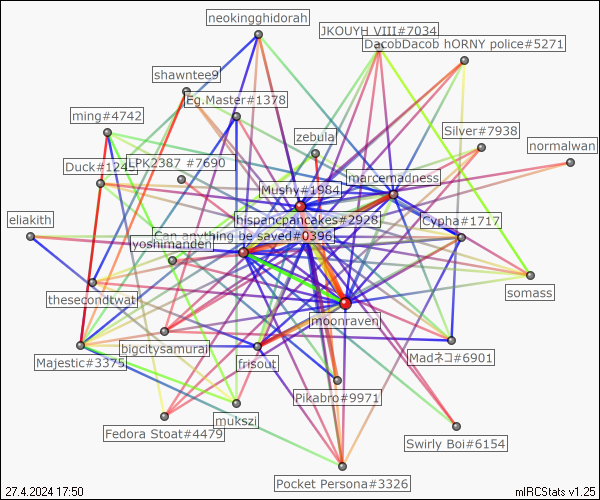 neokingghidorah
JKOUYH VIII#7034
DacobDacob hORNY police#5271
shawntee9
Eg.Master#1378
ming#4742
zebula
Silver#7938
normalwan
Duck#124
LPK2387 #7690
marcemadness
Mushy#1984
eliakith
hispanicpancakes#2928
Cypha#1717
Can anything be saved#0396
yoshimanden
somass
thesecondtwat
moonraven
bigcitysamurai
Majestic#3375
frisout
Madネコ#6901
Pikabro#9971
mukszi
Fedora Stoat#4479
Swirly Boi#6154
Pocket Persona#3326
27.4.2024 17:50
mIRCStats v1.25